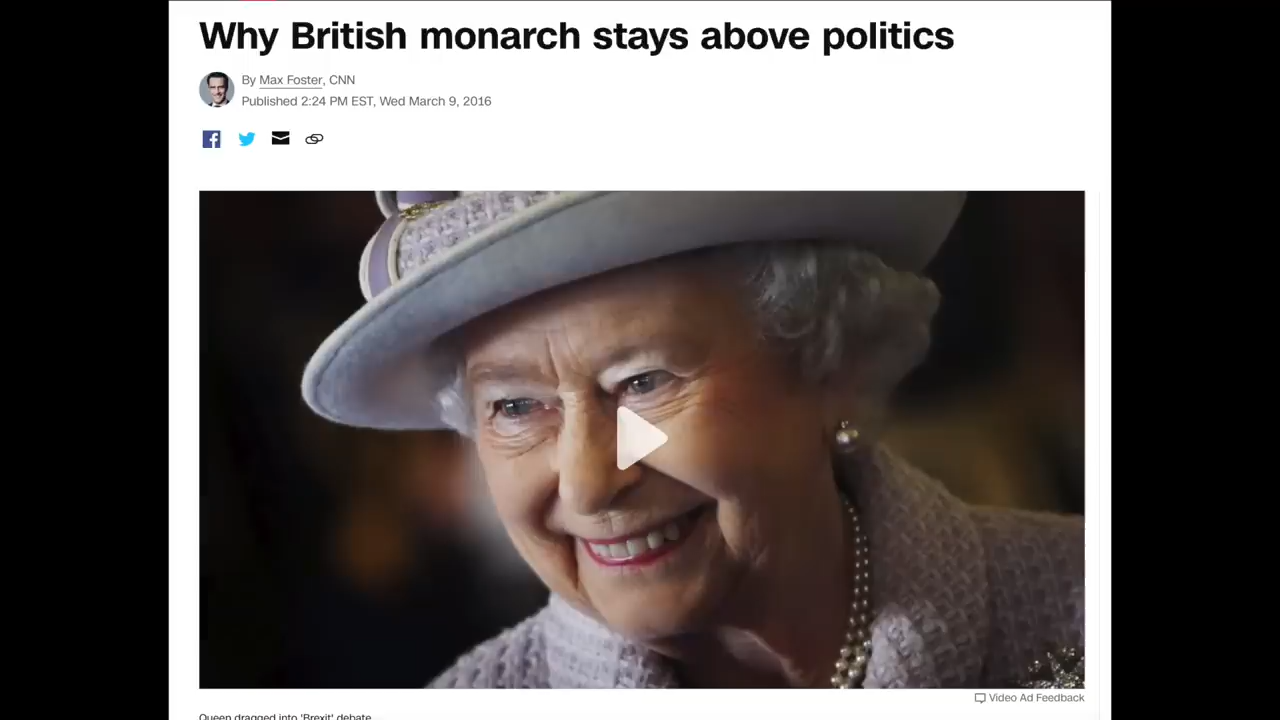 Why British monarch stays above politics
By Max Foster, CNN
Published 2:24 PM EST, Wed March 9, 2016
Video Ad Feedback
Queen dragged into 'Brexit' debate